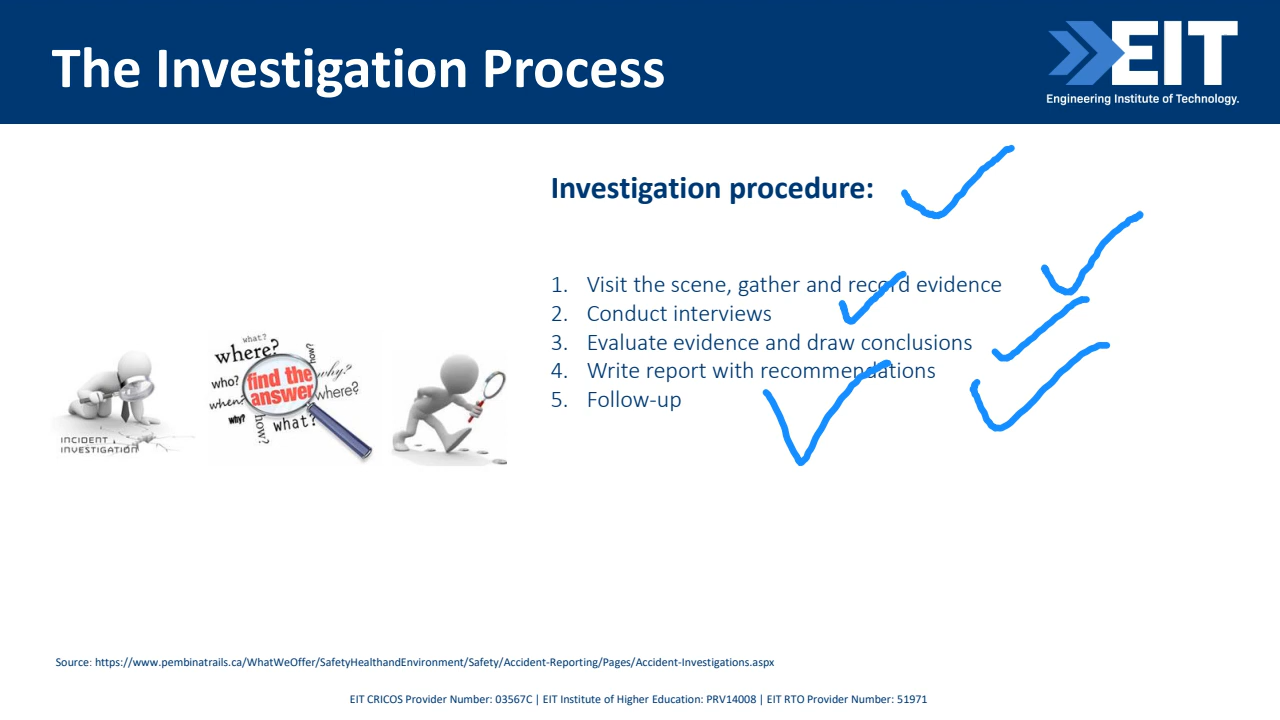 The Investigation Process
EIT
Engineering Institute of Technology.
Investigation procedure:
1. Visit the scene, gather and record evidence
2. Conduct interviews
3. Evaluate evidence and draw conclusions
4. Write report with recommendations
5. Follow-up
INCIDENT
INVESTIGATION
what?
where?
how?
who?
find the
why?
answer
where?
when?
why?
how?
what?
Source: https://www.pembinatrails.ca/WhatWeOffer/SafetyHealthandEnvironment/Safety/Accident-Reporting/Pages/Accident-Investigations.aspx
EIT CRICOS Provider Number: 03567C | EIT Institute of Higher Education: PRV14008 | EIT RTO Provider Number: 51971